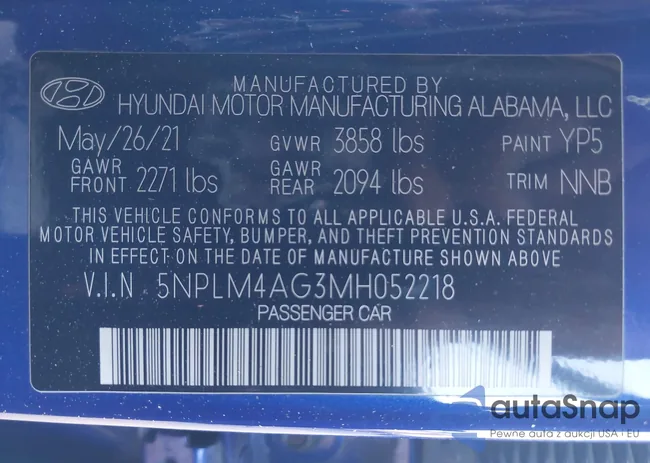 MANUFACTURED BY
HYUNDAI MOTOR MANUFACTURING ALABAMA, LLC
May/26/21 GVWR 3858 lbs PAINT YP5
GAWR FRONT 2271 lbs GAWR REAR 2094 lbs TRIM NNB
THIS VEHICLE CONFORMS TO ALL APPLICABLE U.S.A. FEDERAL
MOTOR VEHICLE SAFETY, BUMPER, AND THEFT PREVENTION STANDARDS
IN EFFECT ON THE DATE OF MANUFACTURE SHOWN ABOVE
V.I.N 5NPLM4AG3MH052218
PASSENGER CAR
autaSnap
Pewne auta z aukcji USA i EU